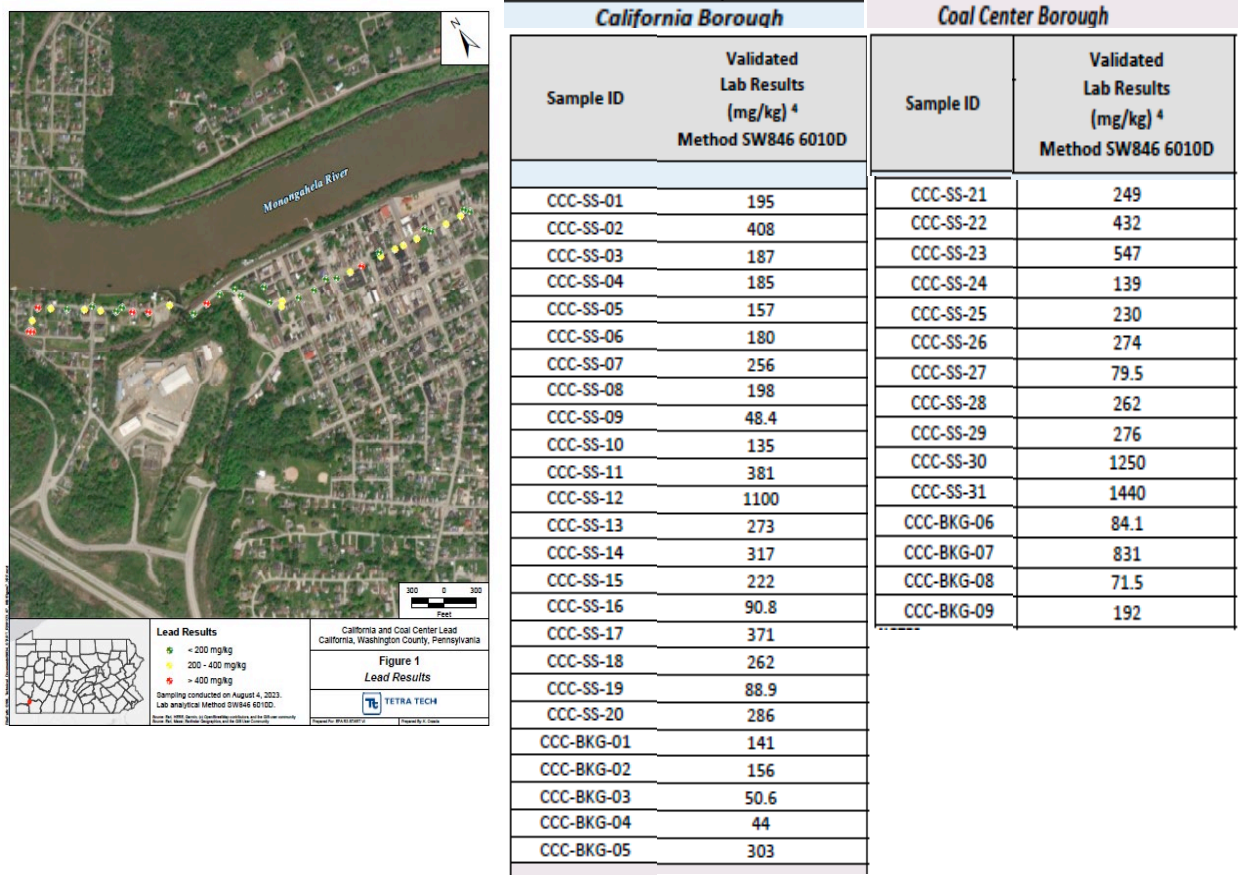 N
Monongahela River
300 0 300
Feet
Lead Results
< 200 mg/kg
200 - 400 mg/kg
> 400 mg/kg
Sampling conducted on August 4, 2023.
Lab analytical Method SW846 6010D.
California and Coal Center Lead
California, Washington County, Pennsylvania
Figure 1
Lead Results
TETRA TECH
California Borough
Sample ID
Validated
Lab Results
(mg/kg) 4
Method SW846 6010D
CCC-SS-01 195
CCC-SS-02 408
CCC-SS-03 187
CCC-SS-04 185
CCC-SS-05 157
CCC-SS-06 180
CCC-SS-07 256
CCC-SS-08 198
CCC-SS-09 48.4
CCC-SS-10 135
CCC-SS-11 381
CCC-SS-12 1100
CCC-SS-13 273
CCC-SS-14 317
CCC-SS-15 222
CCC-SS-16 90.8
CCC-SS-17 371
CCC-SS-18 262
CCC-SS-19 88.9
CCC-SS-20 286
CCC-BKG-01 141
CCC-BKG-02 156
CCC-BKG-03 50.6
CCC-BKG-04 44
CCC-BKG-05 303
Coal Center Borough
Sample ID
Validated
Lab Results
(mg/kg) 4
Method SW846 6010D
CCC-SS-21 249
CCC-SS-22 432
CCC-SS-23 547
CCC-SS-24 139
CCC-SS-25 230
CCC-SS-26 274
CCC-SS-27 79.5
CCC-SS-28 262
CCC-SS-29 276
CCC-SS-30 1250
CCC-SS-31 1440
CCC-BKG-06 84.1
CCC-BKG-07 831
CCC-BKG-08 71.5
CCC-BKG-09 192